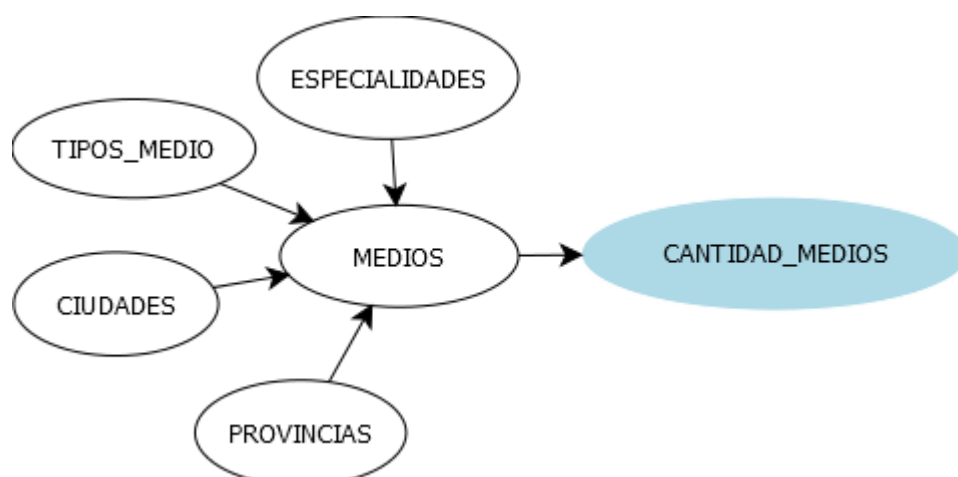 ESPECIALIDADES
TIPOS_MEDIO
MEDIOS
CANTIDAD_MEDIOS
CIUDADES
PROVINCIAS